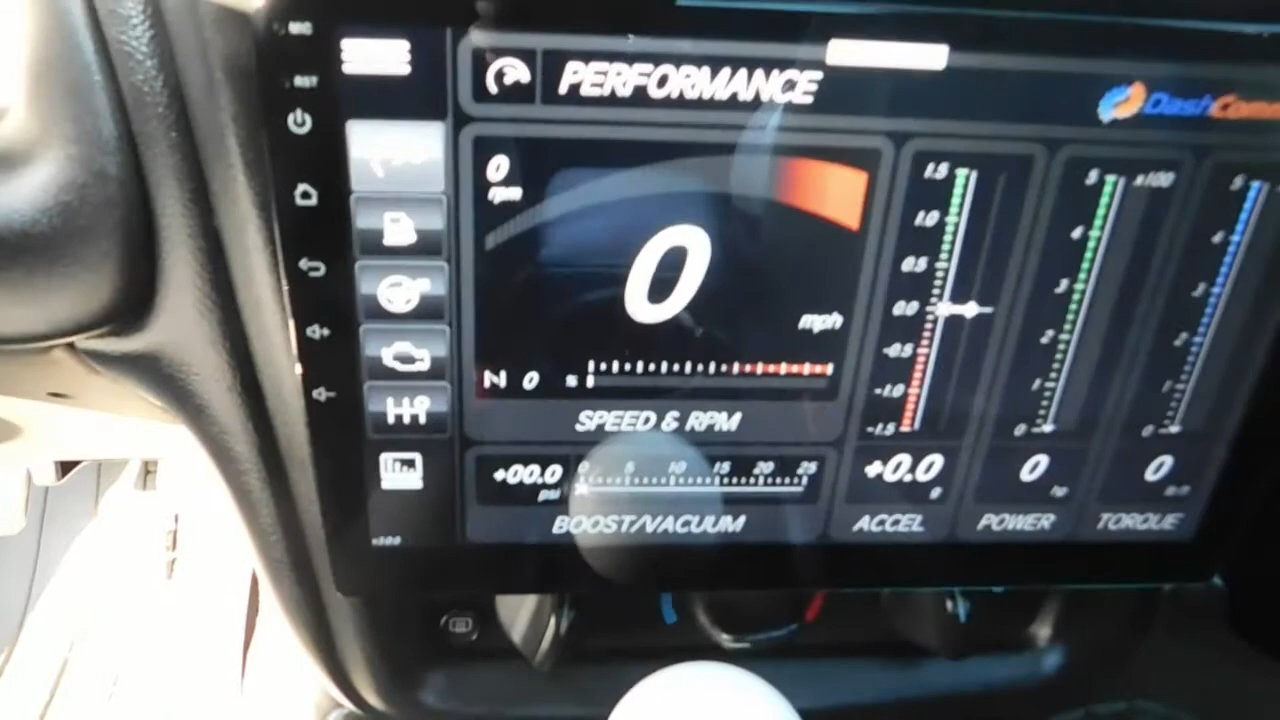 MIC
RST
PERFORMANCE
DashComm
0
rpm
0
mph
N 0
SPEED & RPM
+00.0
psi
0 5 10 15 20 25
BOOST/VACUUM
1.5
1.0
0.5
0.0
-0.5
-1.0
-1.5
+0.0
g
ACCEL
5 x100
4
3
2
1
0
0
hp
POWER
5
4
3
2
1
0
0
TORQUE